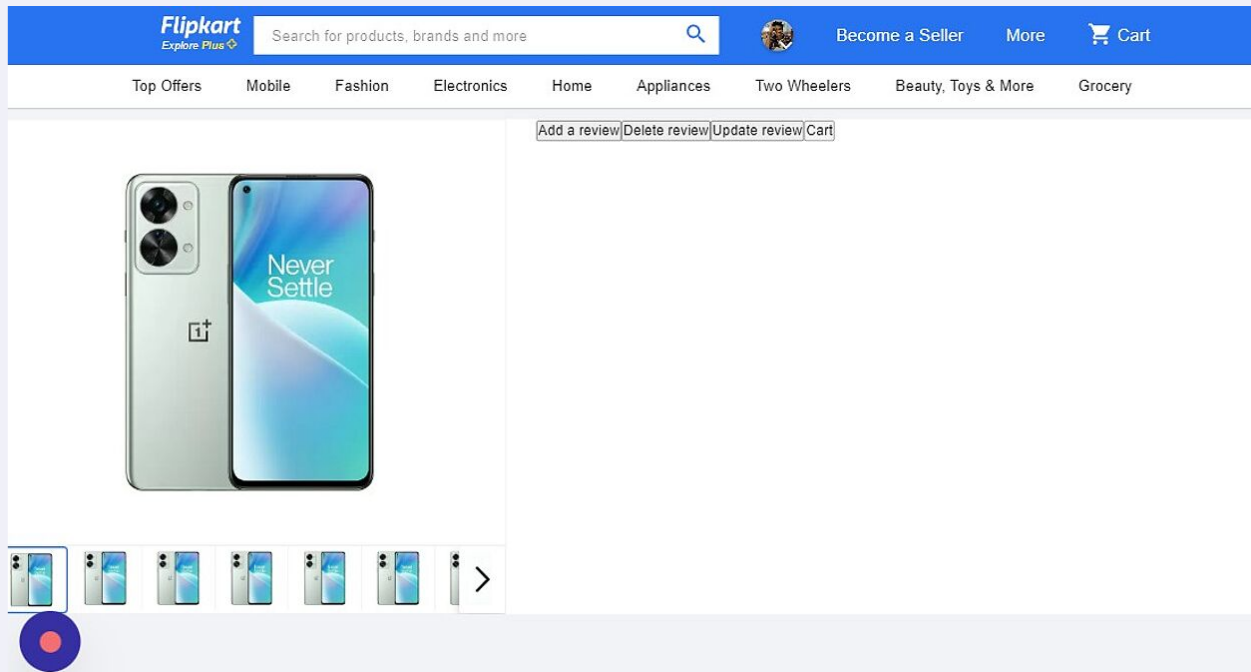 Flipkart
Explore Plus
Search for products, brands and more
Become a Seller
More
Cart
Top Offers
Mobile
Fashion
Electronics
Home
Appliances
Two Wheelers
Beauty, Toys & More
Grocery
Add a review
Delete review
Update review
Cart
Never
Settle
1+